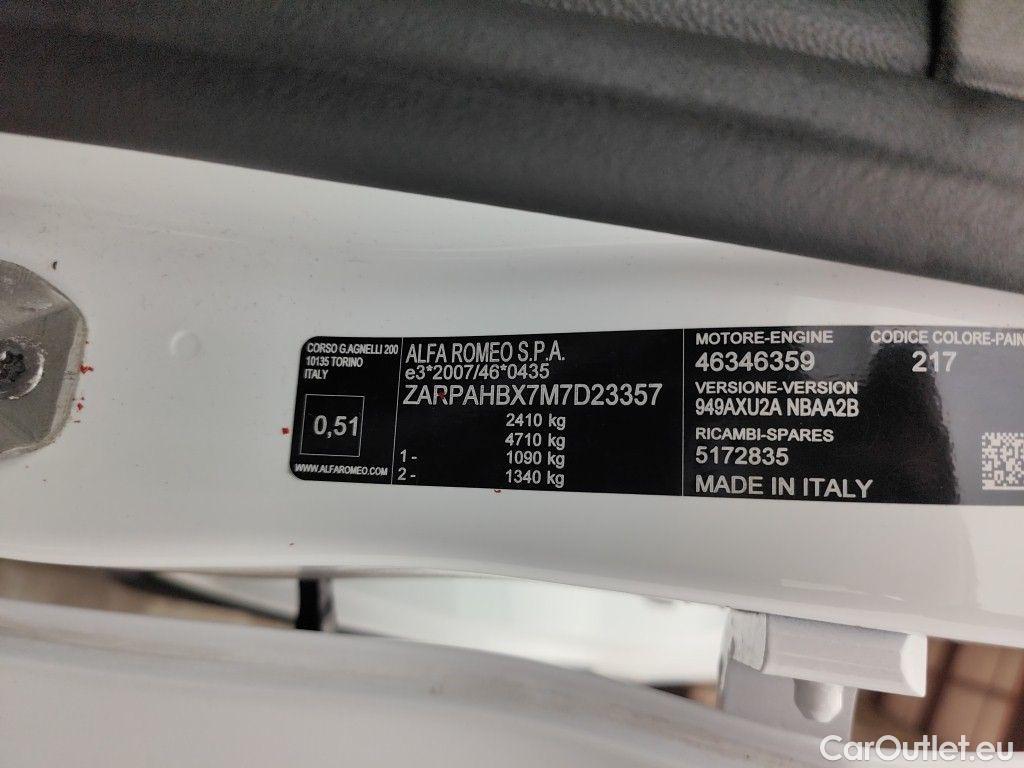 CORSO G.AGNELLI 200
10135 TORINO
ITALY
0,51
WWW.ALFAROMEO.COM
ALFA ROMEO S.P.A.
e3*2007/46*0435
ZARPAHBX7M7D23357
2410 kg
4710 kg
1- 1090 kg
2- 1340 kg
MOTORE-ENGINE
46346359
VERSIONE-VERSION
949AXU2A NBAA2B
RICAMBI-SPARES
5172835
MADE IN ITALY
CODICE COLORE-PAIN
217
CarOutlet.eu